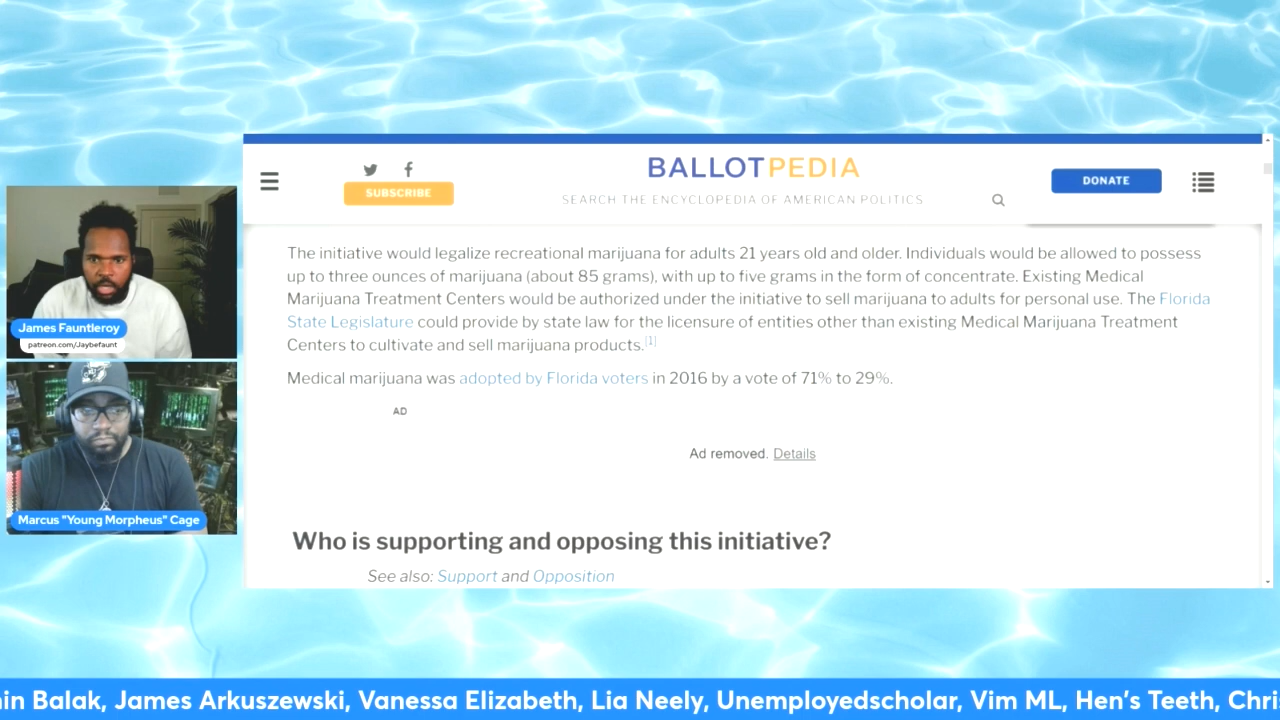 BALLOTPEDIA
SUBSCRIBE
SEARCH THE ENCYCLOPEDIA OF AMERICAN POLITICS
DONATE
The initiative would legalize recreational marijuana for adults 21 years old and older. Individuals would be allowed to possess
up to three ounces of marijuana (about 85 grams), with up to five grams in the form of concentrate. Existing Medical
Marijuana Treatment Centers would be authorized under the initiative to sell marijuana to adults for personal use. The Florida
State Legislature could provide by state law for the licensure of entities other than existing Medical Marijuana Treatment
Centers to cultivate and sell marijuana products.[1]
Medical marijuana was adopted by Florida voters in 2016 by a vote of 71% to 29%.
AD
Ad removed. Details
Who is supporting and opposing this initiative?
See also: Support and Opposition
James Fauntleroy
patreon.com/Jaybefaunt
Marcus "Young Morpheus" Cage
in Balak, James Arkuszewski, Vanessa Elizabeth, Lia Neely, Unemployedscholar, Vim ML, Hen's Teeth, Chri